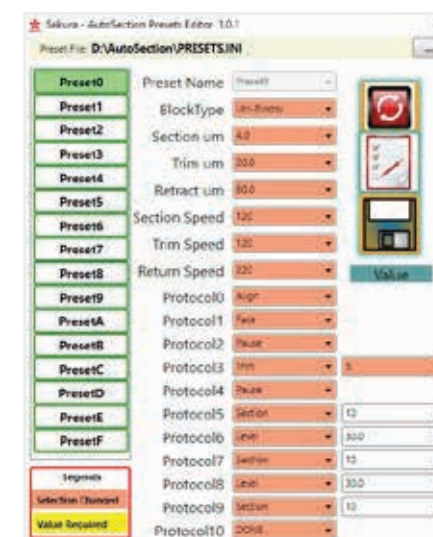 Sakura - AutoSection Presets Editor 1.0.1
Preset File: D:\AutoSection\PRESETS.INI
Preset0 Preset Name Preset0
Preset1 BlockType
Preset2 Section um 4.0
Preset3 Trim um 20.0
Preset4 Retract um 80.0
Preset5 Section Speed 120
Preset6 Trim Speed 120
Preset7 Return Speed 220
Preset8 Value
Preset9 Protocol0 Align
PresetA Protocol1 Face
PresetB Protocol2 Pause
PresetC Protocol3 Trim 5
PresetD Protocol4 Pause
PresetE Protocol5 Section 10
PresetF Protocol6 Level 30.0
Protocol7 Section 10
Legends Protocol8 Level 30.0
Selection Changed Protocol9 Section 10
Value Required Protocol10 DONE